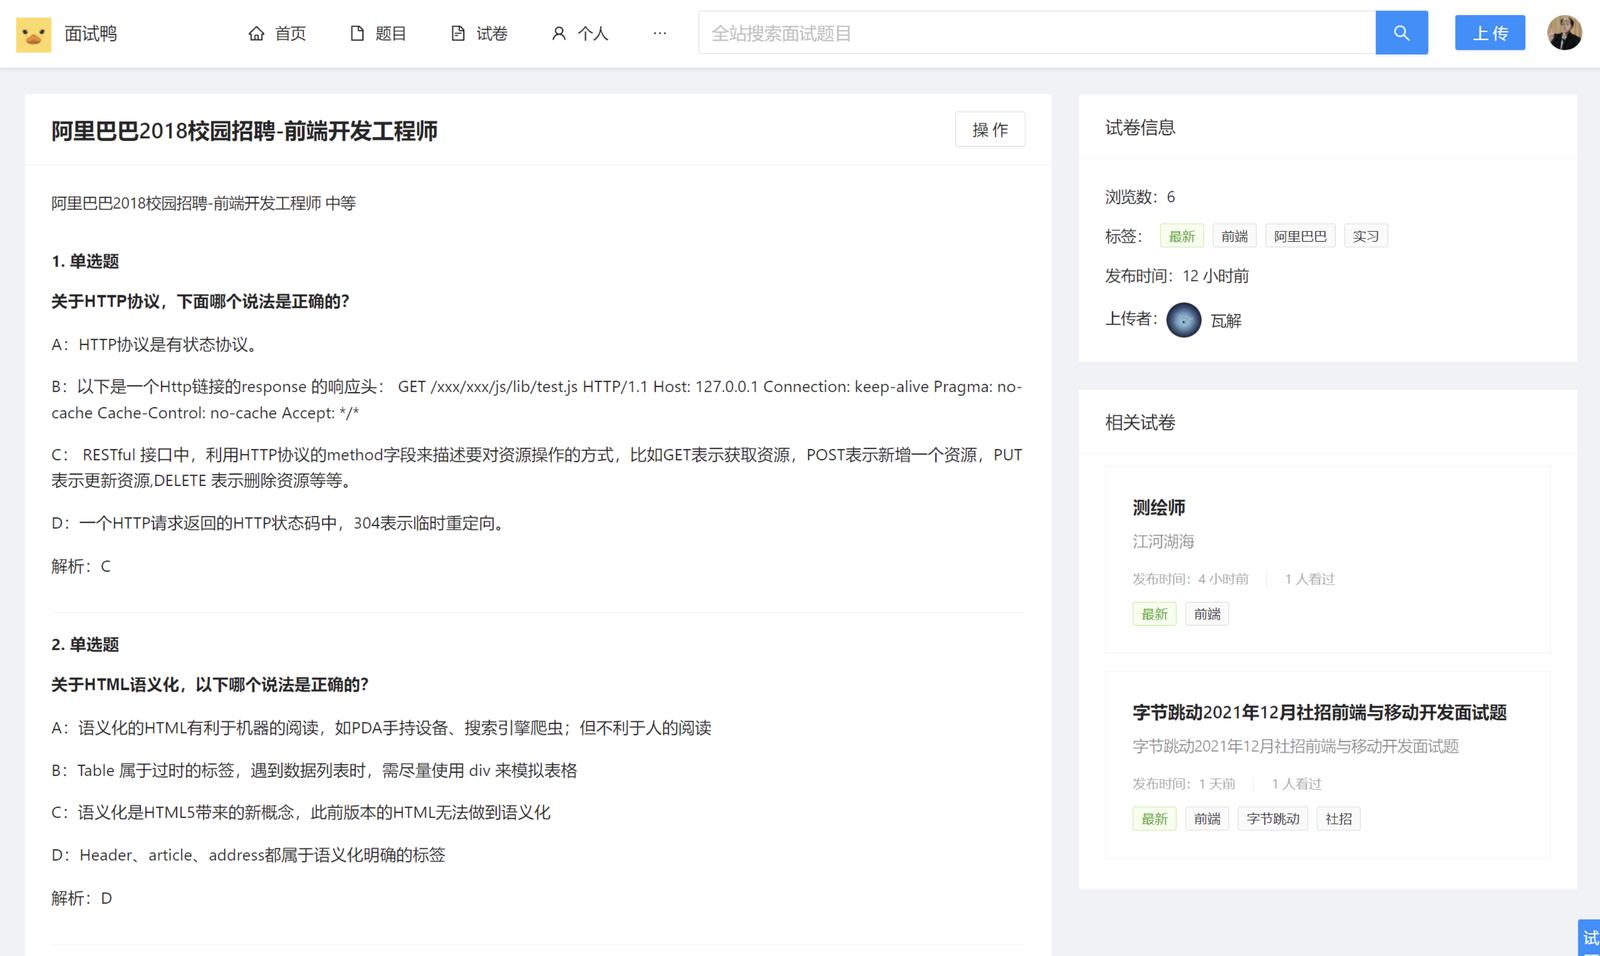 面试鸭
首页
题目
试卷
个人
···
全站搜索面试题目
上 传
阿里巴巴2018校园招聘-前端开发工程师
操 作
阿里巴巴2018校园招聘-前端开发工程师 中等
1. 单选题
关于HTTP协议，下面哪个说法是正确的？
A：HTTP协议是有状态协议。
B：以下是一个Http链接的response 的响应头： GET /xxx/xxx/js/lib/test.js HTTP/1.1 Host: 127.0.0.1 Connection: keep-alive Pragma: no-
cache Cache-Control: no-cache Accept: */*
C： RESTful 接口中，利用HTTP协议的method字段来描述要对资源操作的方式，比如GET表示获取资源，POST表示新增一个资源，PUT
表示更新资源,DELETE 表示删除资源等等。
D：一个HTTP请求返回的HTTP状态码中，304表示临时重定向。
解析：C
2. 单选题
关于HTML语义化，以下哪个说法是正确的？
A：语义化的HTML有利于机器的阅读，如PDA手持设备、搜索引擎爬虫；但不利于人的阅读
B：Table 属于过时的标签，遇到数据列表时，需尽量使用 div 来模拟表格
C：语义化是HTML5带来的新概念，此前版本的HTML无法做到语义化
D：Header、article、address都属于语义化明确的标签
解析：D
试卷信息
浏览数：6
标签： 最新 前端 阿里巴巴 实习
发布时间：12 小时前
上传者： 瓦解
相关试卷
测绘师
江河湖海
发布时间：4 小时前 1 人看过
最新 前端
字节跳动2021年12月社招前端与移动开发面试题
字节跳动2021年12月社招前端与移动开发面试题
发布时间：1 天前 1 人看过
最新 前端 字节跳动 社招
试